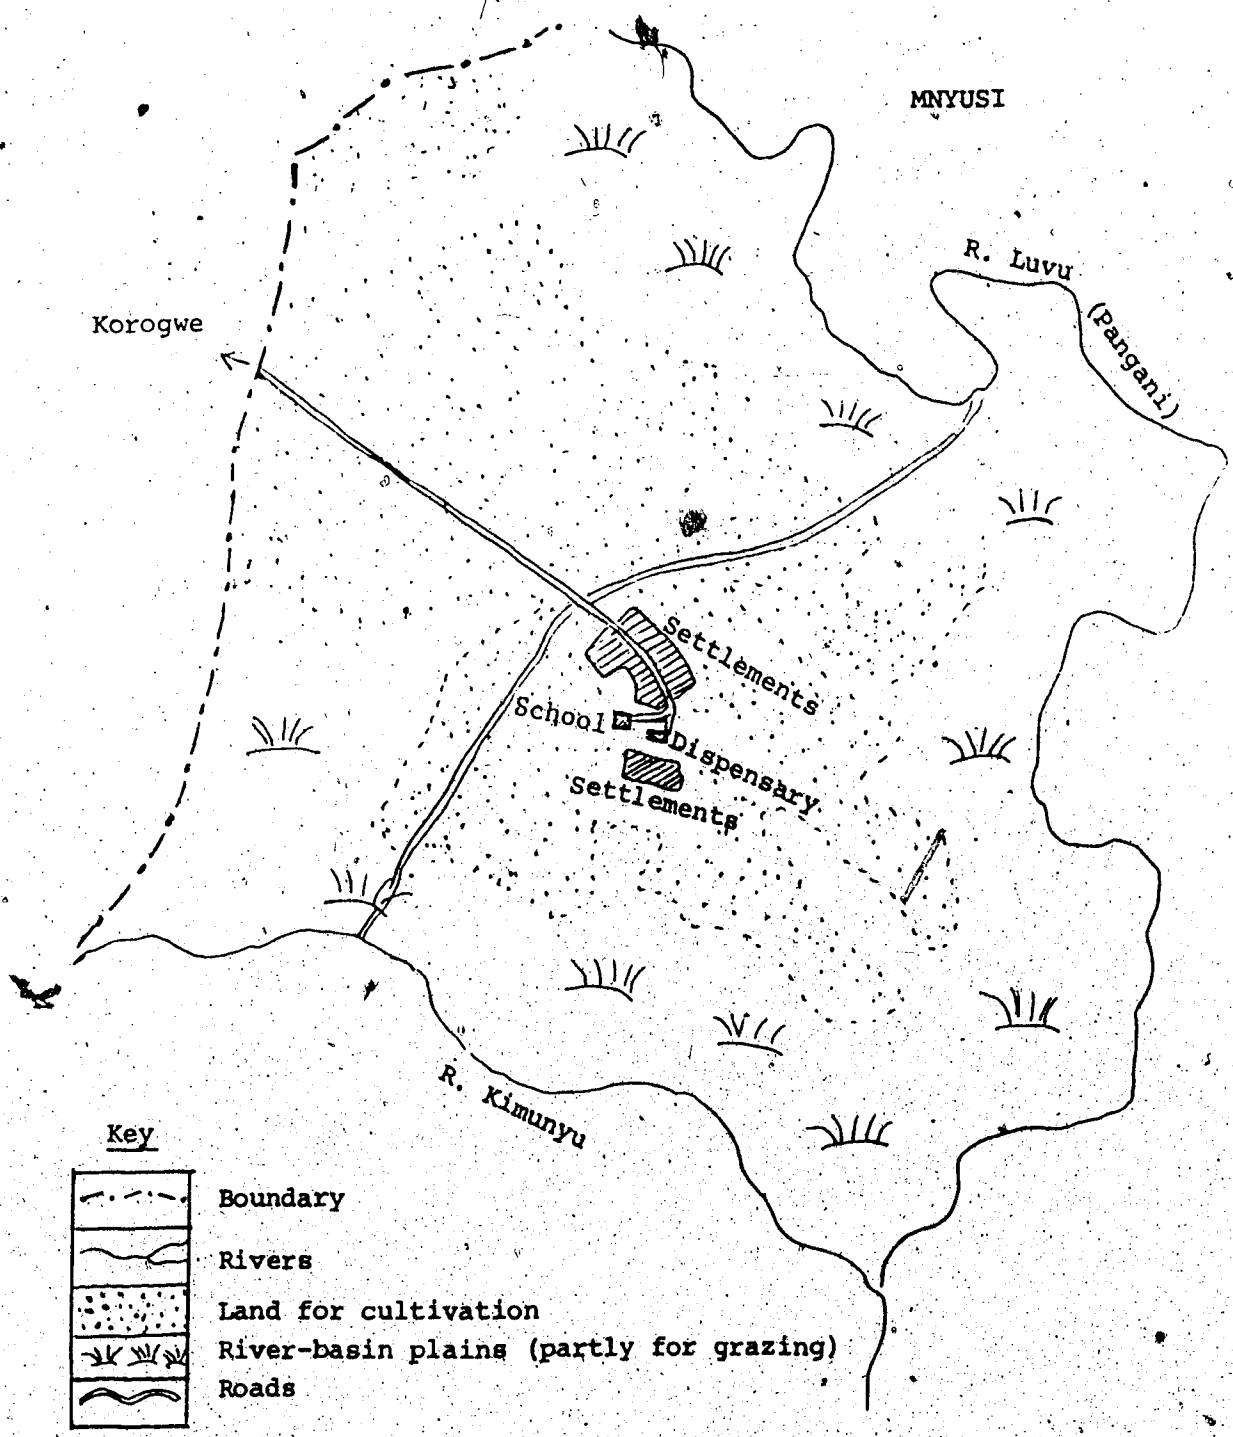 MNYUSI
R. Luvu
(Pangani)
Korogwe
Settlements
School
Dispensary
Settlements
R. Kimunyu
Key
Boundary
Rivers
Land for cultivation
River-basin plains (partly for grazing)
Roads